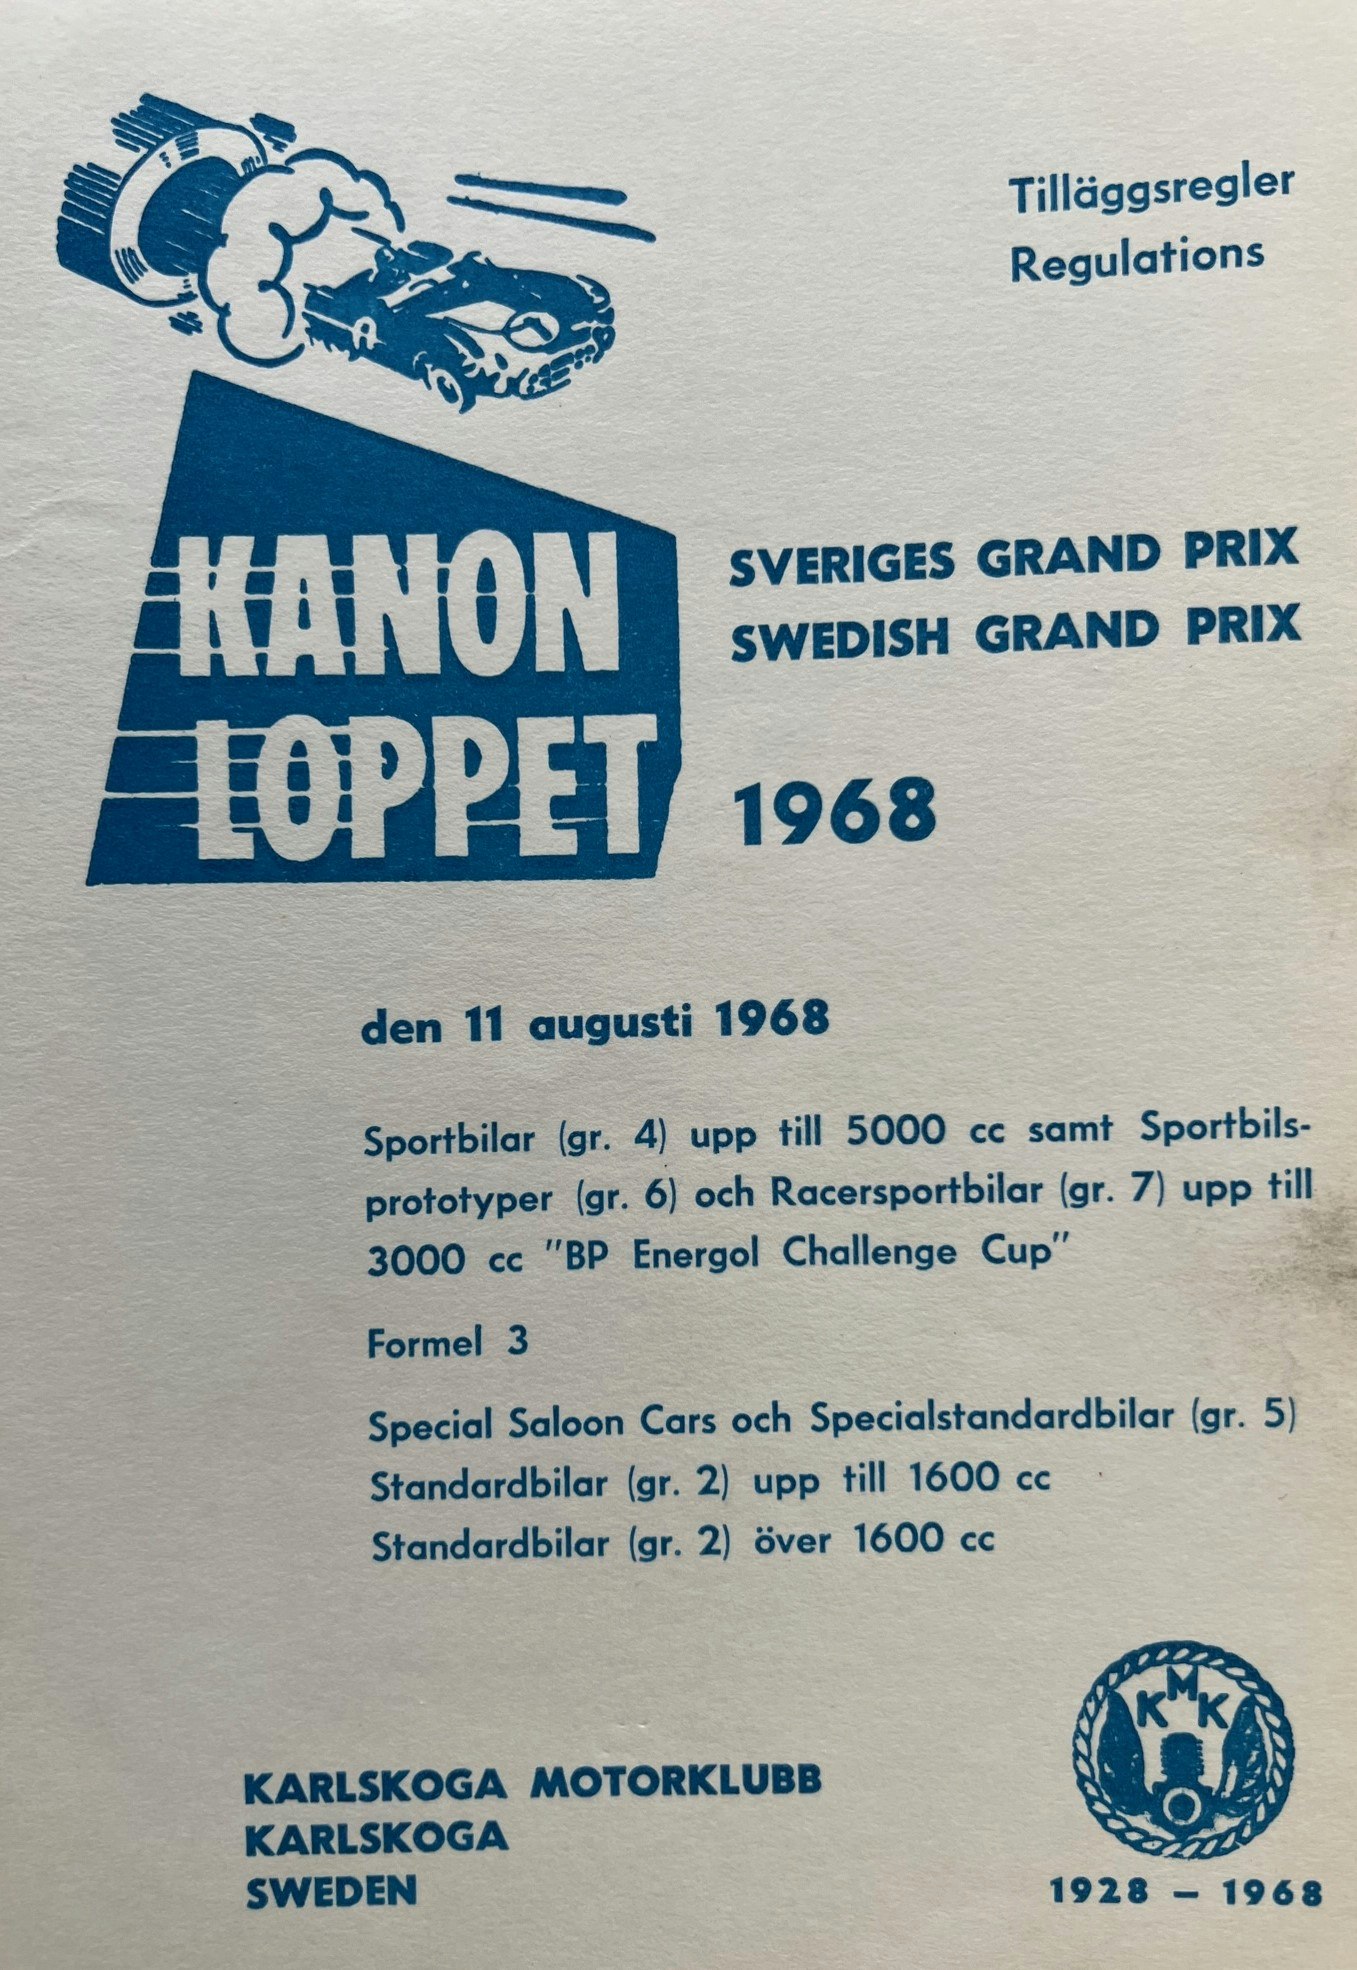 Tilläggsregler
Regulations
KANON
LOPPET
SVERIGES GRAND PRIX
SWEDISH GRAND PRIX
1968
den 11 augusti 1968
Sportbilar (gr. 4) upp till 5000 cc samt Sportbils-
prototyper (gr. 6) och Racersportbilar (gr. 7) upp till
3000 cc "BP Energol Challenge Cup"
Formel 3
Special Saloon Cars och Specialstandardbilar (gr. 5)
Standardbilar (gr. 2) upp till 1600 cc
Standardbilar (gr. 2) över 1600 cc
KARLSKOGA MOTORKLUBB
KARLSKOGA
SWEDEN
KMK
1928 – 1968